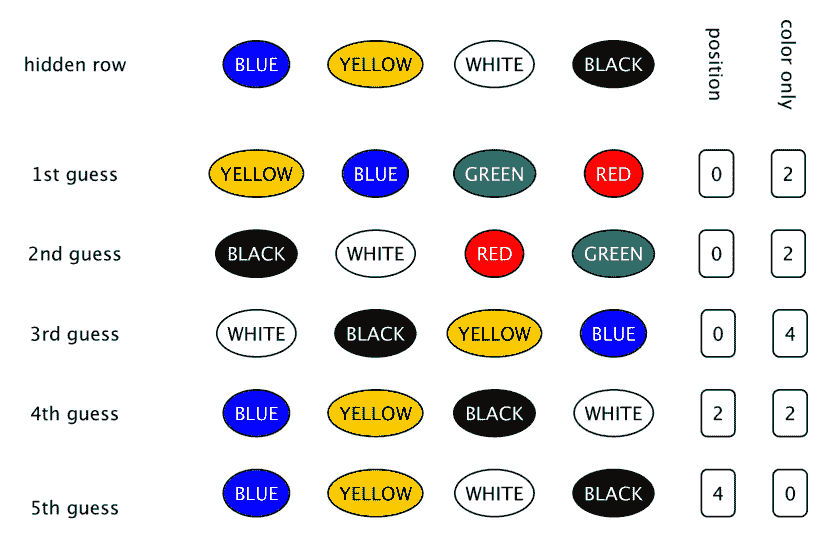 hidden row BLUE YELLOW WHITE BLACK position color only
1st guess YELLOW BLUE GREEN RED 0 2
2nd guess BLACK WHITE RED GREEN 0 2
3rd guess WHITE BLACK YELLOW BLUE 0 4
4th guess BLUE YELLOW BLACK WHITE 2 2
5th guess BLUE YELLOW WHITE BLACK 4 0